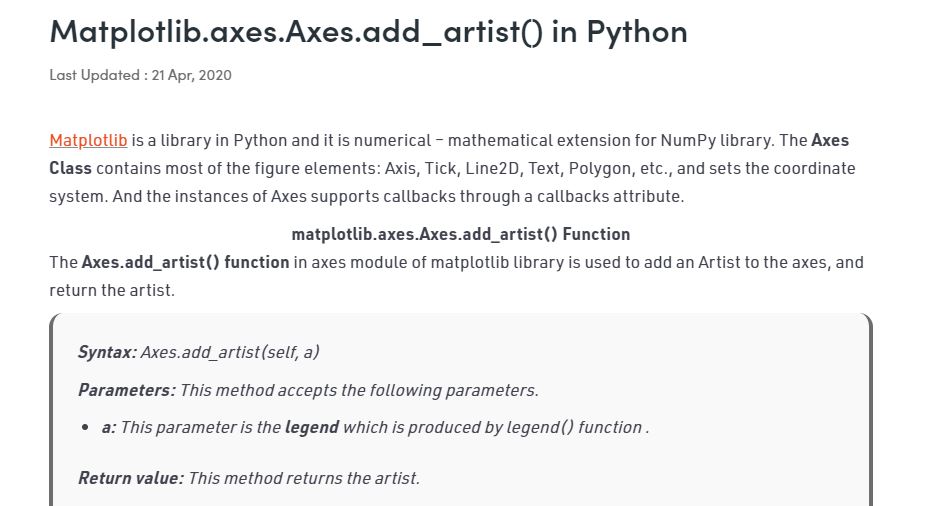 Matplotlib.axes.Axes.add_artist() in Python
Last Updated : 21 Apr, 2020
Matplotlib is a library in Python and it is numerical – mathematical extension for NumPy library. The Axes
Class contains most of the figure elements: Axis, Tick, Line2D, Text, Polygon, etc., and sets the coordinate
system. And the instances of Axes supports callbacks through a callbacks attribute.
matplotlib.axes.Axes.add_artist() Function
The Axes.add_artist() function in axes module of matplotlib library is used to add an Artist to the axes, and
return the artist.
Syntax: Axes.add_artist(self, a)
Parameters: This method accepts the following parameters.
• a: This parameter is the legend which is produced by legend() function .
Return value: This method returns the artist.